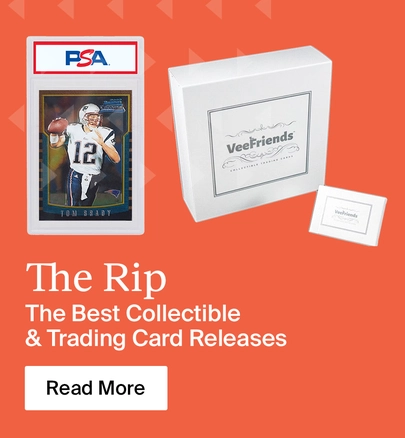 PSA
12
TOM BRADY
VeeFriends
COLLECTIBLE TRADING CARDS
VeeFriends
The Rip
The Best Collectible
& Trading Card Releases
Read More